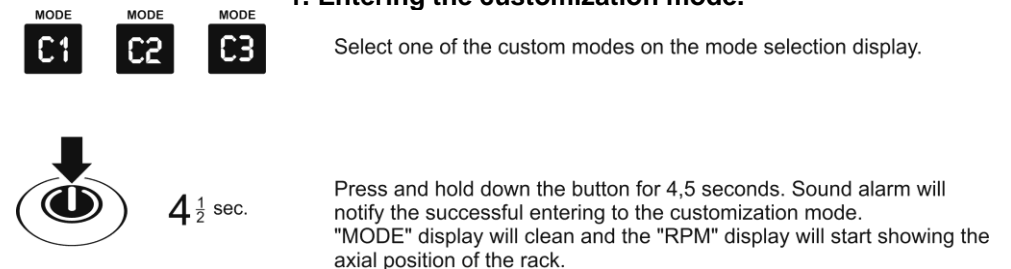 1. Entering the customization mode.
MODE MODE MODE
C1 C2 C3
Select one of the custom modes on the mode selection display.
4 ½ sec.
Press and hold down the button for 4,5 seconds. Sound alarm will
notify the successful entering to the customization mode.
"MODE" display will clean and the "RPM" display will start showing the
axial position of the rack.